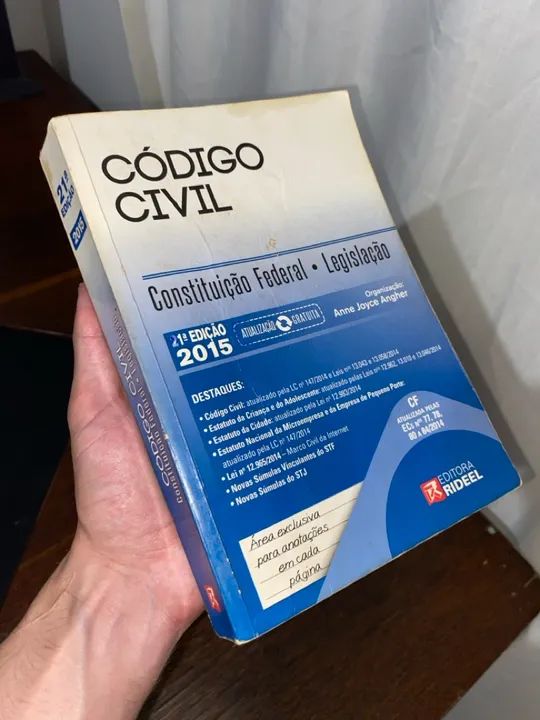 CÓDIGO
CIVIL
Constituição Federal • Legislação
Organização:
Anne Joyce Angher
21ª EDIÇÃO
2015
ATUALIZAÇÃO GRATUITA
DESTAQUES:
• Código Civil: atualizado pela LC nº 147/2014 e Leis nºs 13.043 e 13.058/2014
• Estatuto da Criança e do Adolescente: atualizado pelas Leis nºs 12.962, 13.010 e 13.046/2014
• Estatuto da Cidade: atualizado pela Lei nº 12.983/2014
• Estatuto Nacional da Microempresa e da Empresa de Pequeno Porte:
atualizado pela LC nº 147/2014
• Lei nº 12.965/2014 – Marco Civil da Internet
• Novas Súmulas Vinculantes do STF
• Novas Súmulas do STJ
CF
ATUALIZADA PELAS
ECs nºs 77, 78,
80 a 84/2014
EDITORA
RIDEEL
Área exclusiva
para anotações
em cada
página
21ª
EDIÇÃO
2015
CÓDIGO CIVIL
Constituição Federal • Legislação